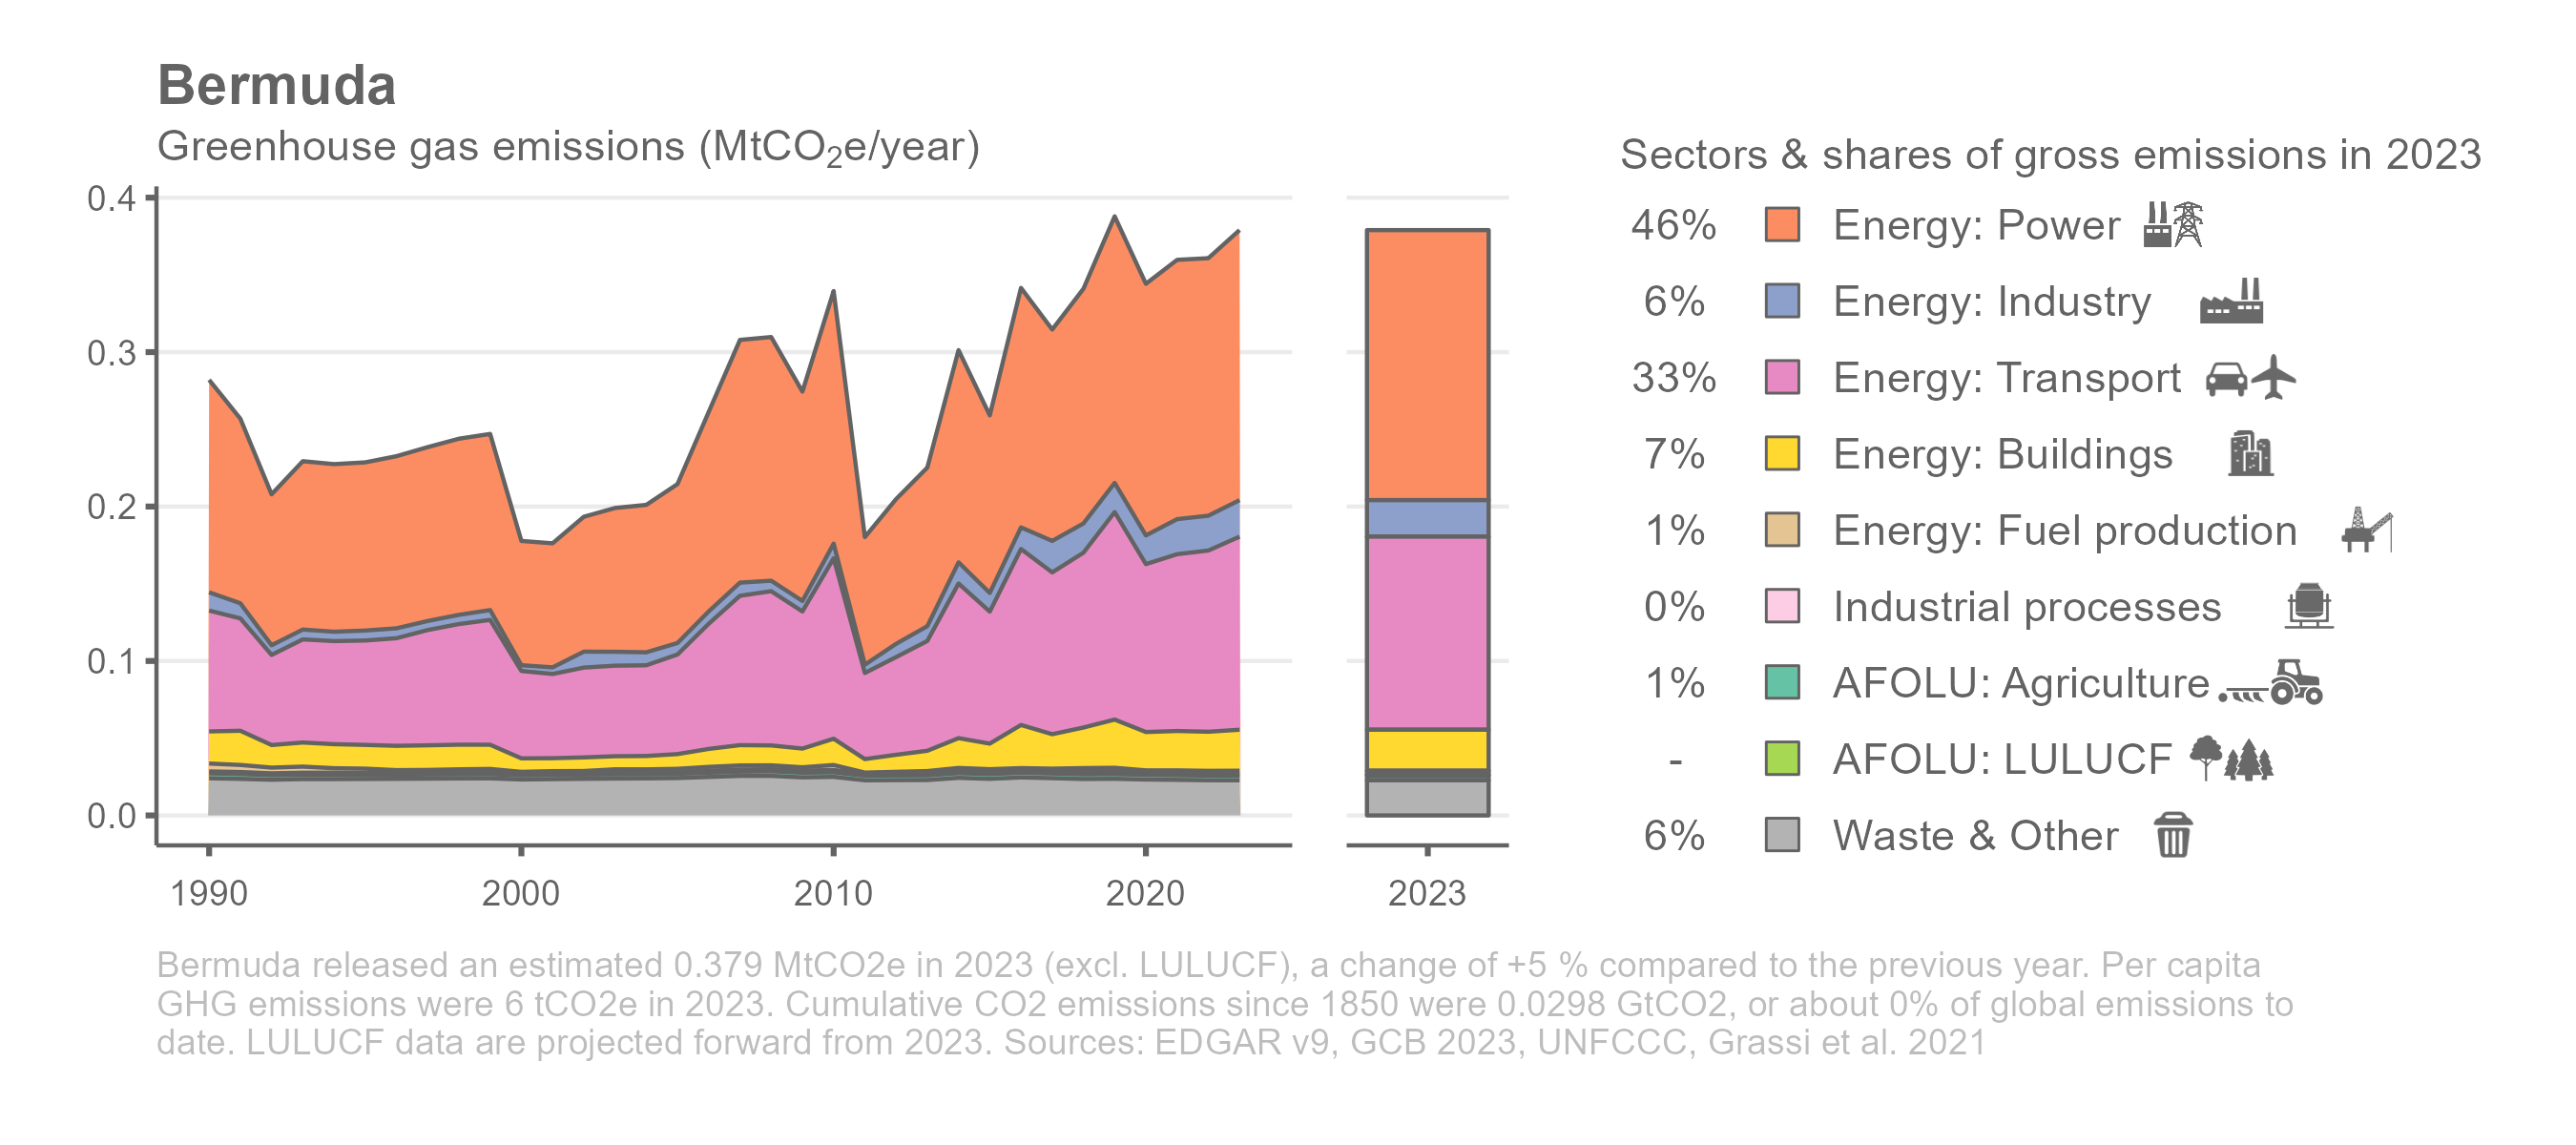 Bermuda
Greenhouse gas emissions (MtCO₂e/year)
0.4
0.3
0.2
0.1
0.0
1990 2000 2010 2020 2023
Sectors & shares of gross emissions in 2023
46% Energy: Power
6% Energy: Industry
33% Energy: Transport
7% Energy: Buildings
1% Energy: Fuel production
0% Industrial processes
1% AFOLU: Agriculture
- AFOLU: LULUCF
6% Waste & Other
Bermuda released an estimated 0.379 MtCO2e in 2023 (excl. LULUCF), a change of +5 % compared to the previous year. Per capita
GHG emissions were 6 tCO2e in 2023. Cumulative CO2 emissions since 1850 were 0.0298 GtCO2, or about 0% of global emissions to
date. LULUCF data are projected forward from 2023. Sources: EDGAR v9, GCB 2023, UNFCCC, Grassi et al. 2021